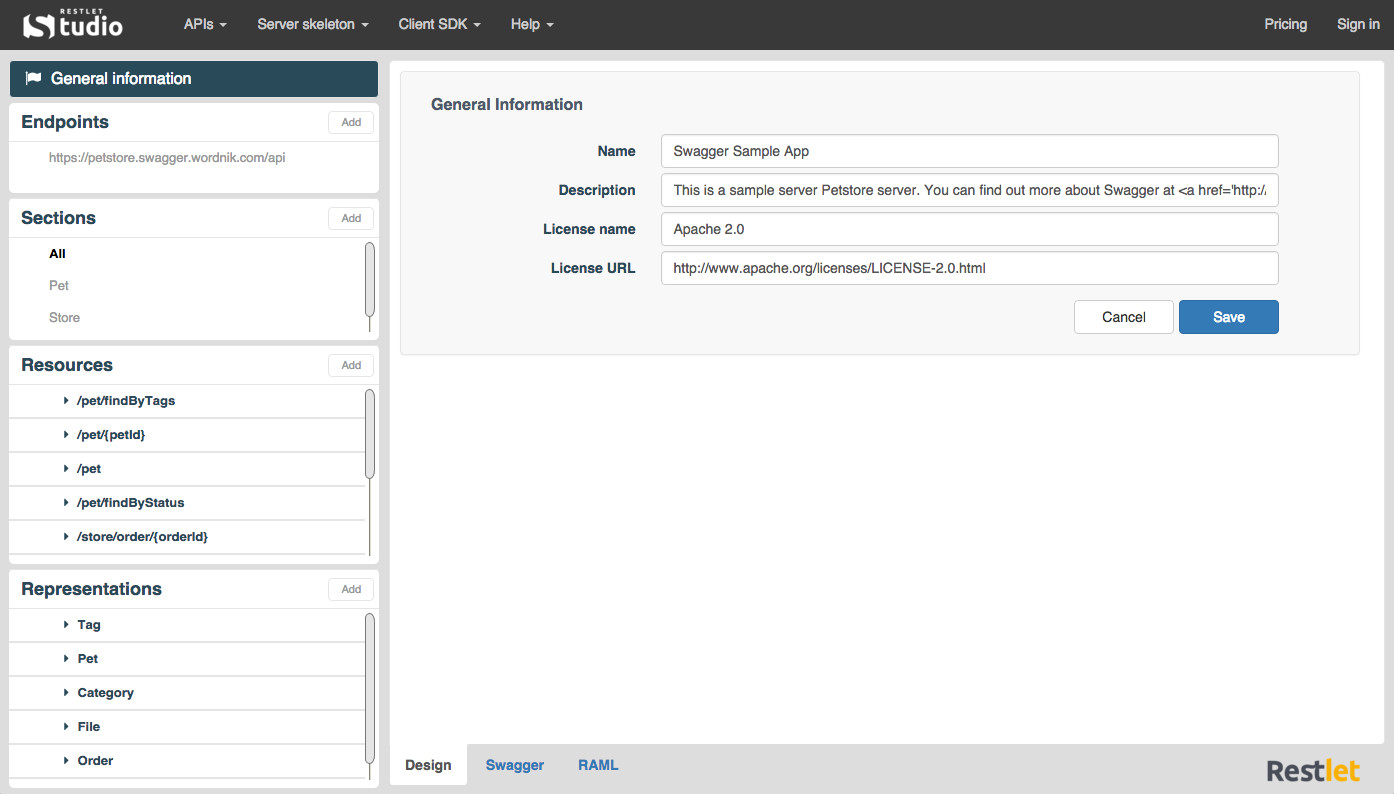 RESTLET
Studio
APIs
Server skeleton
Client SDK
Help
Pricing
Sign in
General information
Endpoints
Add
https://petstore.swagger.wordnik.com/api
Sections
Add
All
Pet
Store
Resources
Add
/pet/findByTags
/pet/{petId}
/pet
/pet/findByStatus
/store/order/{orderId}
Representations
Add
Tag
Pet
Category
File
Order
General Information
Name
Swagger Sample App
Description
This is a sample server Petstore server. You can find out more about Swagger at <a href='http:/
License name
Apache 2.0
License URL
http://www.apache.org/licenses/LICENSE-2.0.html
Cancel
Save
Design
Swagger
RAML
Restlet